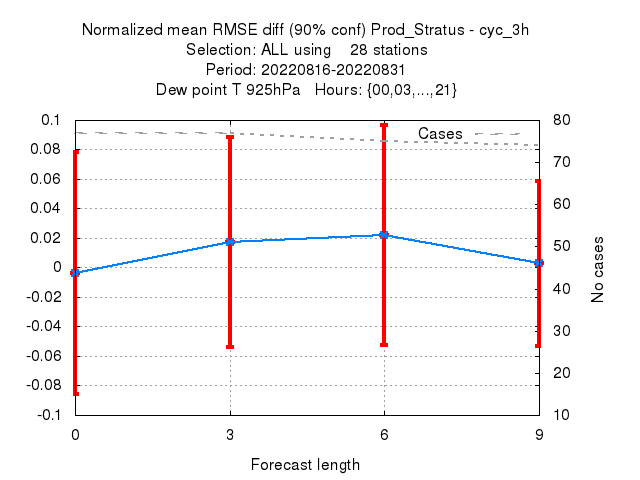 Normalized mean RMSE diff (90% conf) Prod_Stratus - cyc_3h
Selection: ALL using    28 stations
Period: 20220816-20220831
Dew point T 925hPa   Hours: {00,03,...,21}
Cases
0.1
0.08
0.06
0.04
0.02
0
-0.02
-0.04
-0.06
-0.08
-0.1
80
70
60
50
40
30
20
10
No cases
0 3 6 9
Forecast length